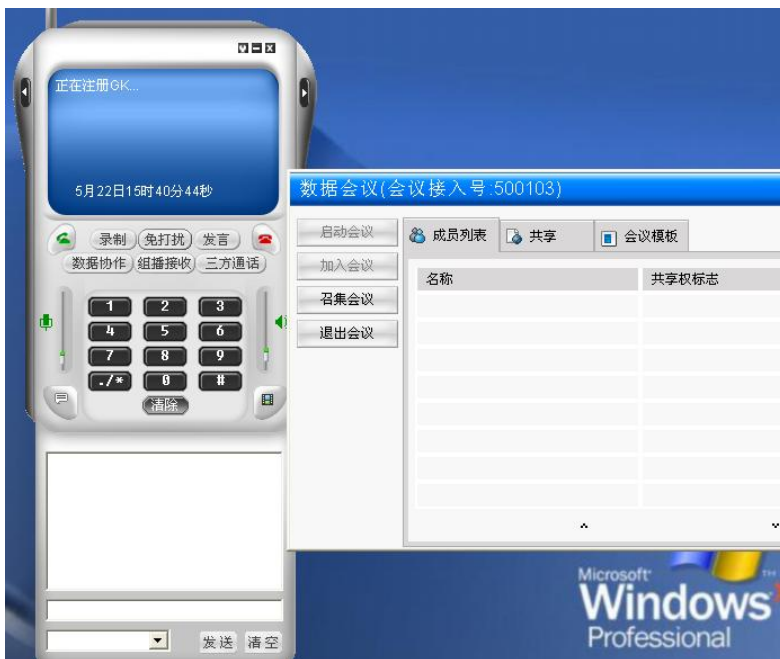 正在注册GK...
5月22日15时40分44秒
录制 免打扰 发言
数据协作 组播接收 三方通话
1 2 3
4 5 6
7 8 9
./* 0 #
清除
发送 清空
数据会议(会议接入号:500103)
启动会议
加入会议
召集会议
退出会议
成员列表 共享 会议模板
名称 共享权标志
Microsoft
Windows
Professional